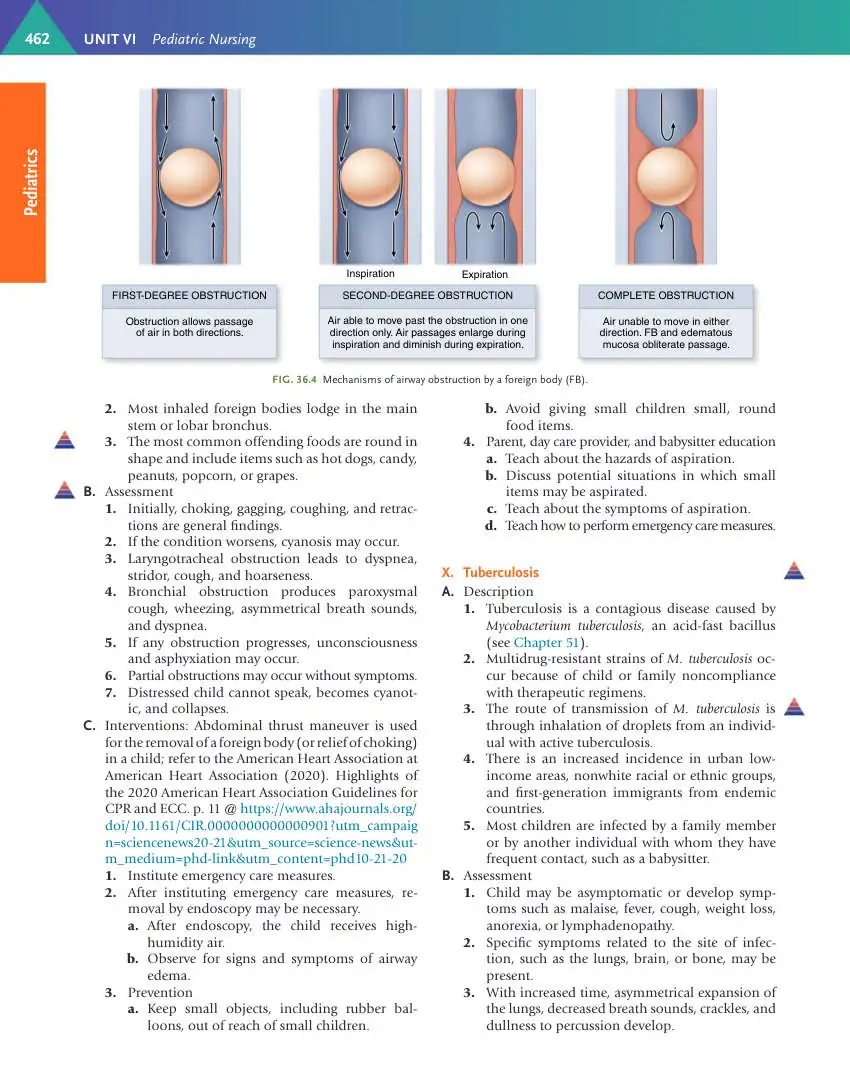 462
UNIT VI Pediatric Nursing
Pediatrics
Inspiration
Expiration
FIRST-DEGREE OBSTRUCTION
Obstruction allows passage
of air in both directions.
SECOND-DEGREE OBSTRUCTION
Air able to move past the obstruction in one
direction only. Air passages enlarge during
inspiration and diminish during expiration.
COMPLETE OBSTRUCTION
Air unable to move in either
direction. FB and edematous
mucosa obliterate passage.
FIG. 36.4 Mechanisms of airway obstruction by a foreign body (FB).
2. Most inhaled foreign bodies lodge in the main
stem or lobar bronchus.
3. The most common offending foods are round in
shape and include items such as hot dogs, candy,
peanuts, popcorn, or grapes.
B. Assessment
1. Initially, choking, gagging, coughing, and retrac-
tions are general findings.
2. If the condition worsens, cyanosis may occur.
3. Laryngotracheal obstruction leads to dyspnea,
stridor, cough, and hoarseness.
4. Bronchial obstruction produces paroxysmal
cough, wheezing, asymmetrical breath sounds,
and dyspnea.
5. If any obstruction progresses, unconsciousness
and asphyxiation may occur.
6. Partial obstructions may occur without symptoms.
7. Distressed child cannot speak, becomes cyanot-
ic, and collapses.
C. Interventions: Abdominal thrust maneuver is used
for the removal of a foreign body (or relief of choking)
in a child; refer to the American Heart Association at
American Heart Association (2020). Highlights of
the 2020 American Heart Association Guidelines for
CPR and ECC. p. 11 @ https://www.ahajournals.org/
doi/10.1161/CIR.0000000000000901?utm_campaig
n=sciencenews20-21&utm_source=science-news&ut-
m_medium=phd-link&utm_content=phd10-21-20
1. Institute emergency care measures.
2. After instituting emergency care measures, re-
moval by endoscopy may be necessary.
a. After endoscopy, the child receives high-
humidity air.
b. Observe for signs and symptoms of airway
edema.
3. Prevention
a. Keep small objects, including rubber bal-
loons, out of reach of small children.
b. Avoid giving small children small, round
food items.
4. Parent, day care provider, and babysitter education
a. Teach about the hazards of aspiration.
b. Discuss potential situations in which small
items may be aspirated.
c. Teach about the symptoms of aspiration.
d. Teach how to perform emergency care measures.
X. Tuberculosis
A. Description
1. Tuberculosis is a contagious disease caused by
Mycobacterium tuberculosis, an acid-fast bacillus
(see Chapter 51).
2. Multidrug-resistant strains of M. tuberculosis oc-
cur because of child or family noncompliance
with therapeutic regimens.
3. The route of transmission of M. tuberculosis is
through inhalation of droplets from an individ-
ual with active tuberculosis.
4. There is an increased incidence in urban low-
income areas, nonwhite racial or ethnic groups,
and first-generation immigrants from endemic
countries.
5. Most children are infected by a family member
or by another individual with whom they have
frequent contact, such as a babysitter.
B. Assessment
1. Child may be asymptomatic or develop symp-
toms such as malaise, fever, cough, weight loss,
anorexia, or lymphadenopathy.
2. Specific symptoms related to the site of infec-
tion, such as the lungs, brain, or bone, may be
present.
3. With increased time, asymmetrical expansion of
the lungs, decreased breath sounds, crackles, and
dullness to percussion develop.